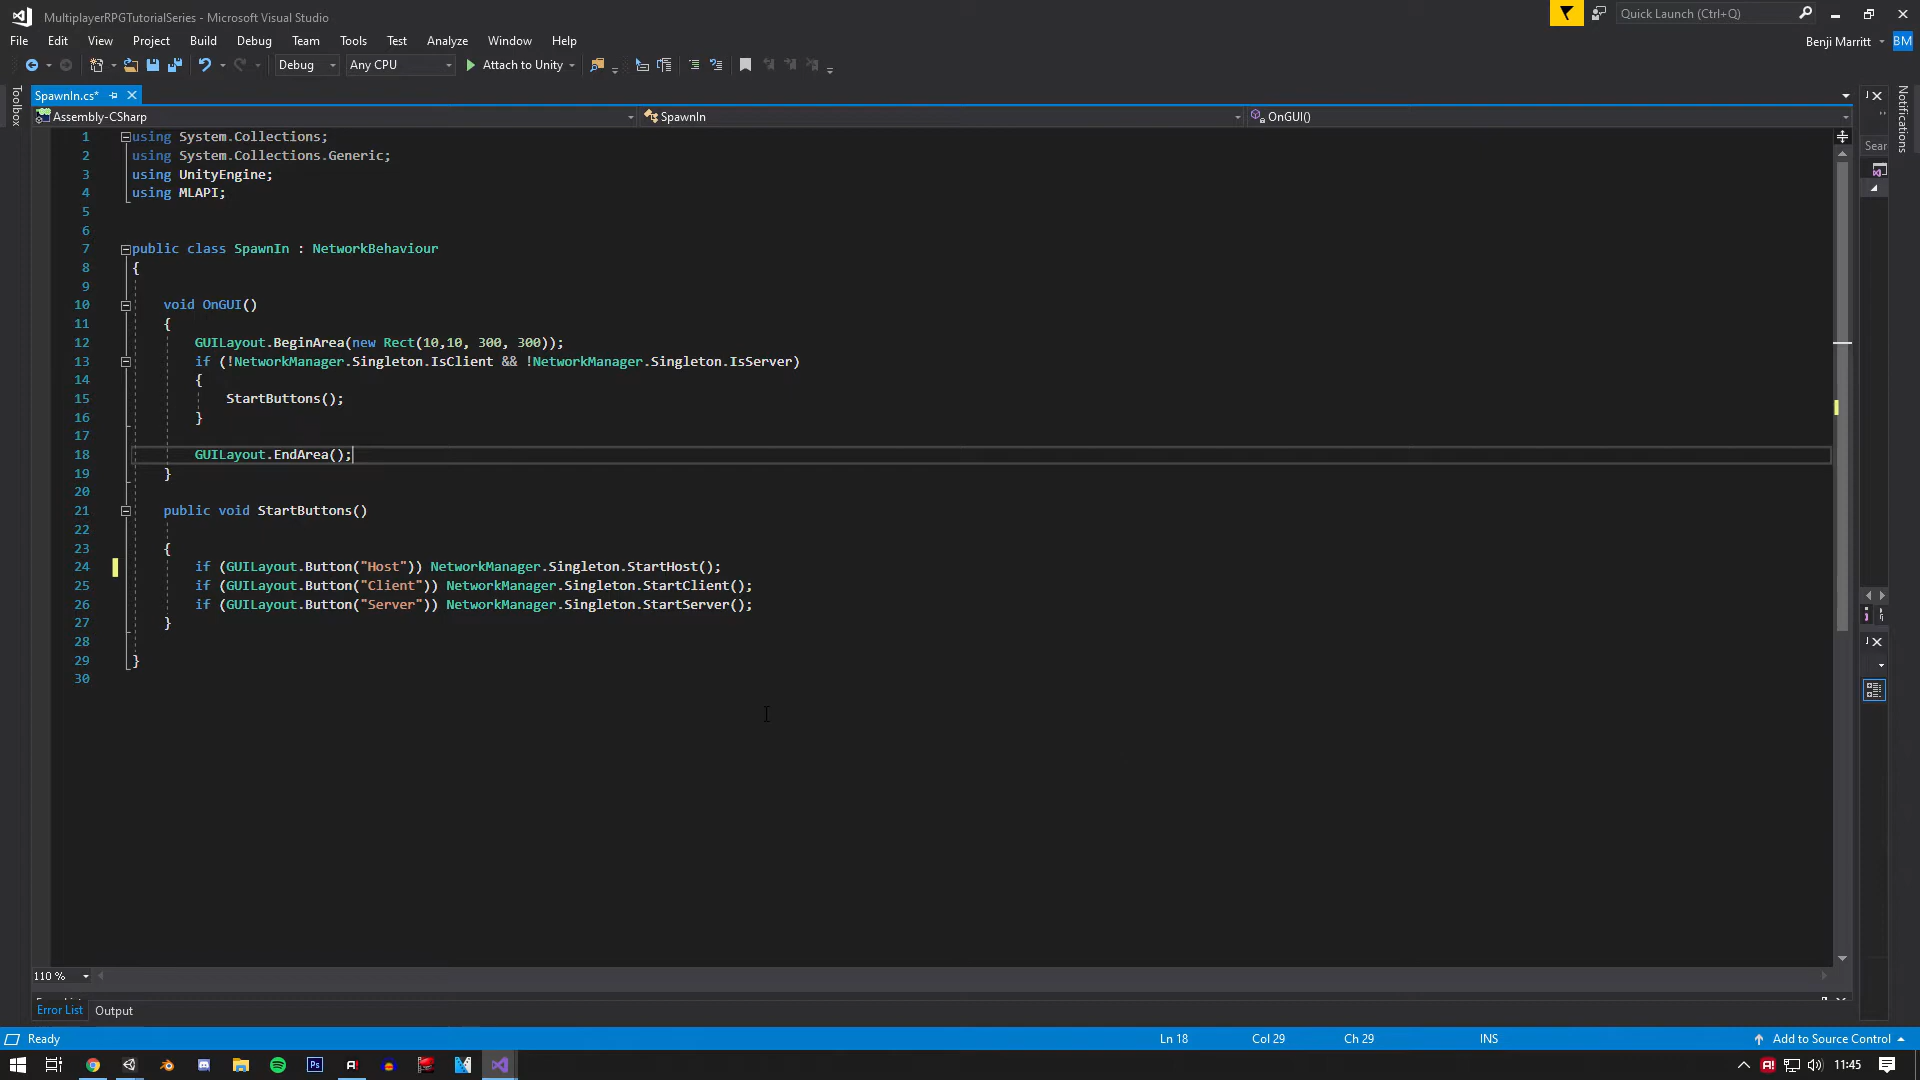 MultiplayerRPGTutorialSeries - Microsoft Visual Studio
Quick Launch (Ctrl+Q)
File Edit View Project Build Debug Team Tools Test Analyze Window Help
Benji Marritt BM
Debug Any CPU Attach to Unity
Toolbox
SpawnIn.cs*
Notifications
Assembly-CSharp SpawnIn OnGUI()
Sear
1 using System.Collections;
2 using System.Collections.Generic;
3 using UnityEngine;
4 using MLAPI;
5
6
7 public class SpawnIn : NetworkBehaviour
8 {
9
10 void OnGUI()
11 {
12 GUILayout.BeginArea(new Rect(10,10, 300, 300));
13 if (!NetworkManager.Singleton.IsClient && !NetworkManager.Singleton.IsServer)
14 {
15 StartButtons();
16 }
17
18 GUILayout.EndArea();
19 }
20
21 public void StartButtons()
22
23 {
24 if (GUILayout.Button("Host")) NetworkManager.Singleton.StartHost();
25 if (GUILayout.Button("Client")) NetworkManager.Singleton.StartClient();
26 if (GUILayout.Button("Server")) NetworkManager.Singleton.StartServer();
27 }
28
29 }
30
110 %
Error List Output
Ready Ln 18 Col 29 Ch 29 INS Add to Source Control
Ps A! A! 11:45